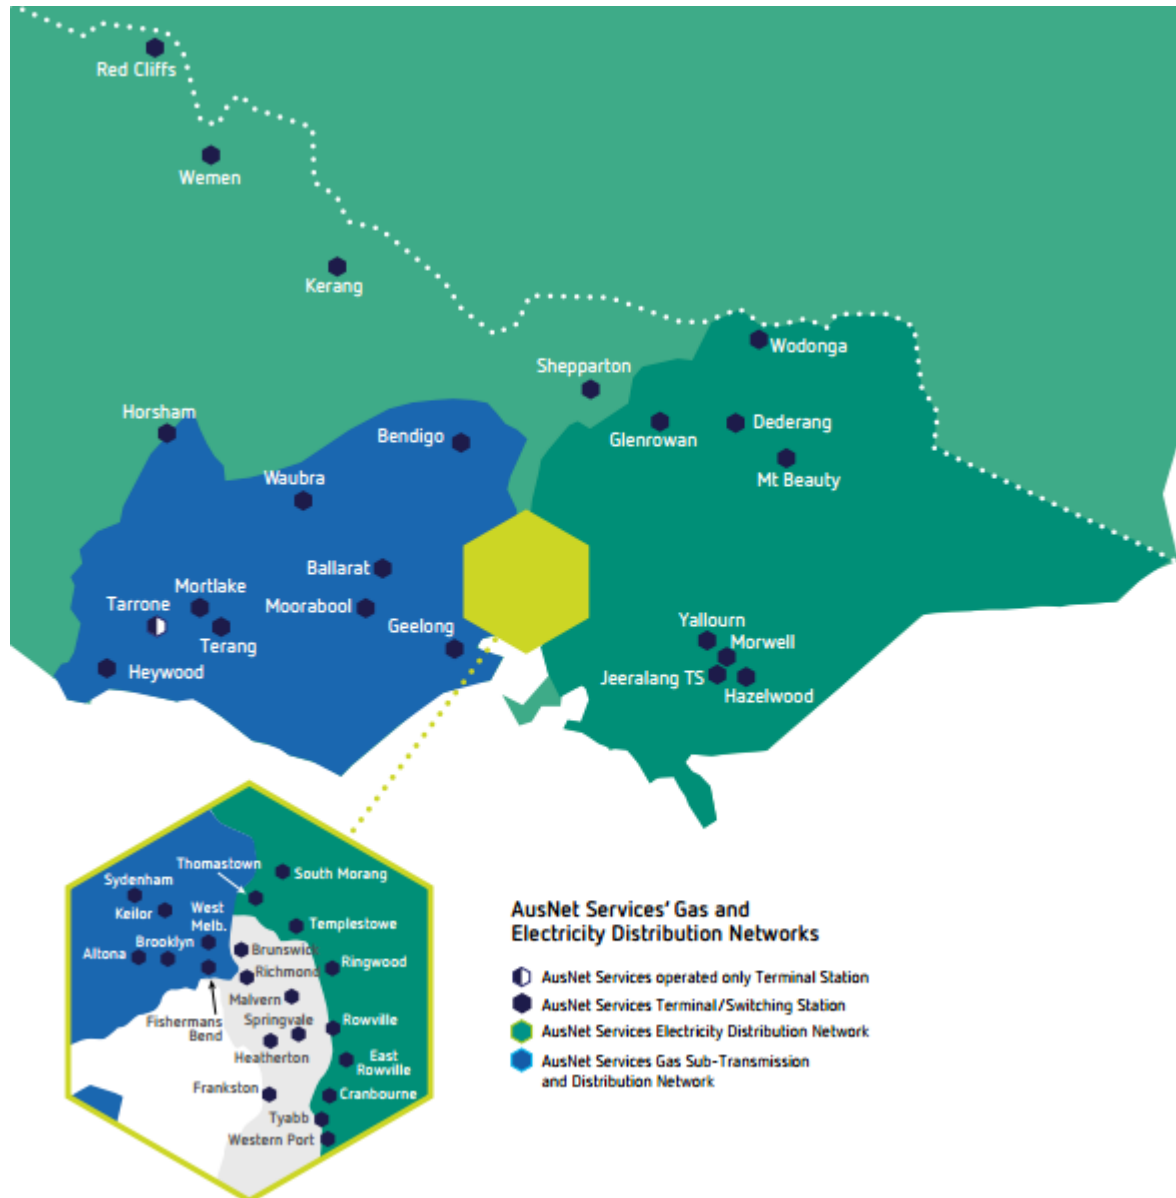 Red Cliffs
Wemen
Kerang
Wodonga
Shepparton
Horsham
Bendigo
Glenrowan
Dederang
Waubra
Mt Beauty
Ballarat
Mortlake
Tarrone
Moorabool
Geelong
Terang
Heywood
Yallourn
Morwell
Jeeralang TS
Hazelwood
Thomastown
South Morang
Sydenham
Keilor
West
Melb.
Templestowe
Altona
Brooklyn
Brunswick
Ringwood
Richmond
Malvern
Springvale
Rowville
Fishermans
Bend
Heatherton
East
Rowville
Frankston
Cranbourne
Tyabb
Western Port
AusNet Services' Gas and
Electricity Distribution Networks
AusNet Services operated only Terminal Station
AusNet Services Terminal/Switching Station
AusNet Services Electricity Distribution Network
AusNet Services Gas Sub-Transmission
and Distribution Network